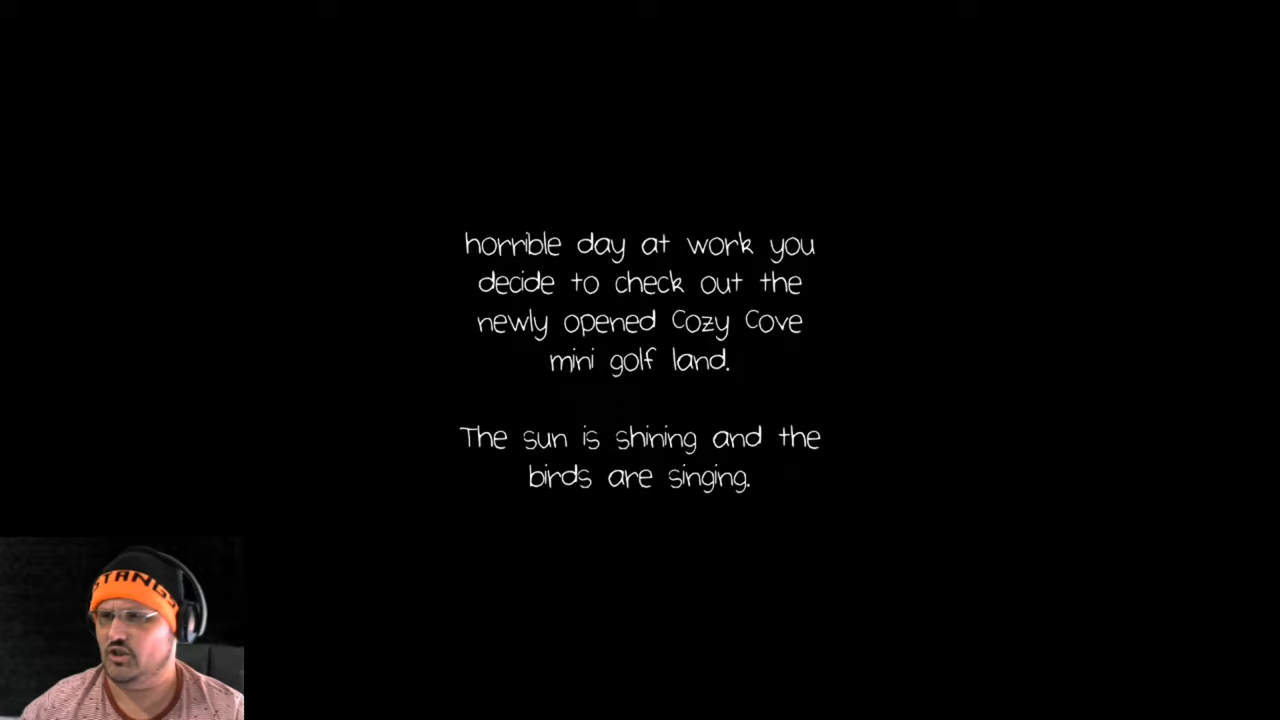 horrible day at work you
decide to check out the
newly opened Cozy Cove
mini golf land.
The sun is shining and the
birds are singing.
STANGS